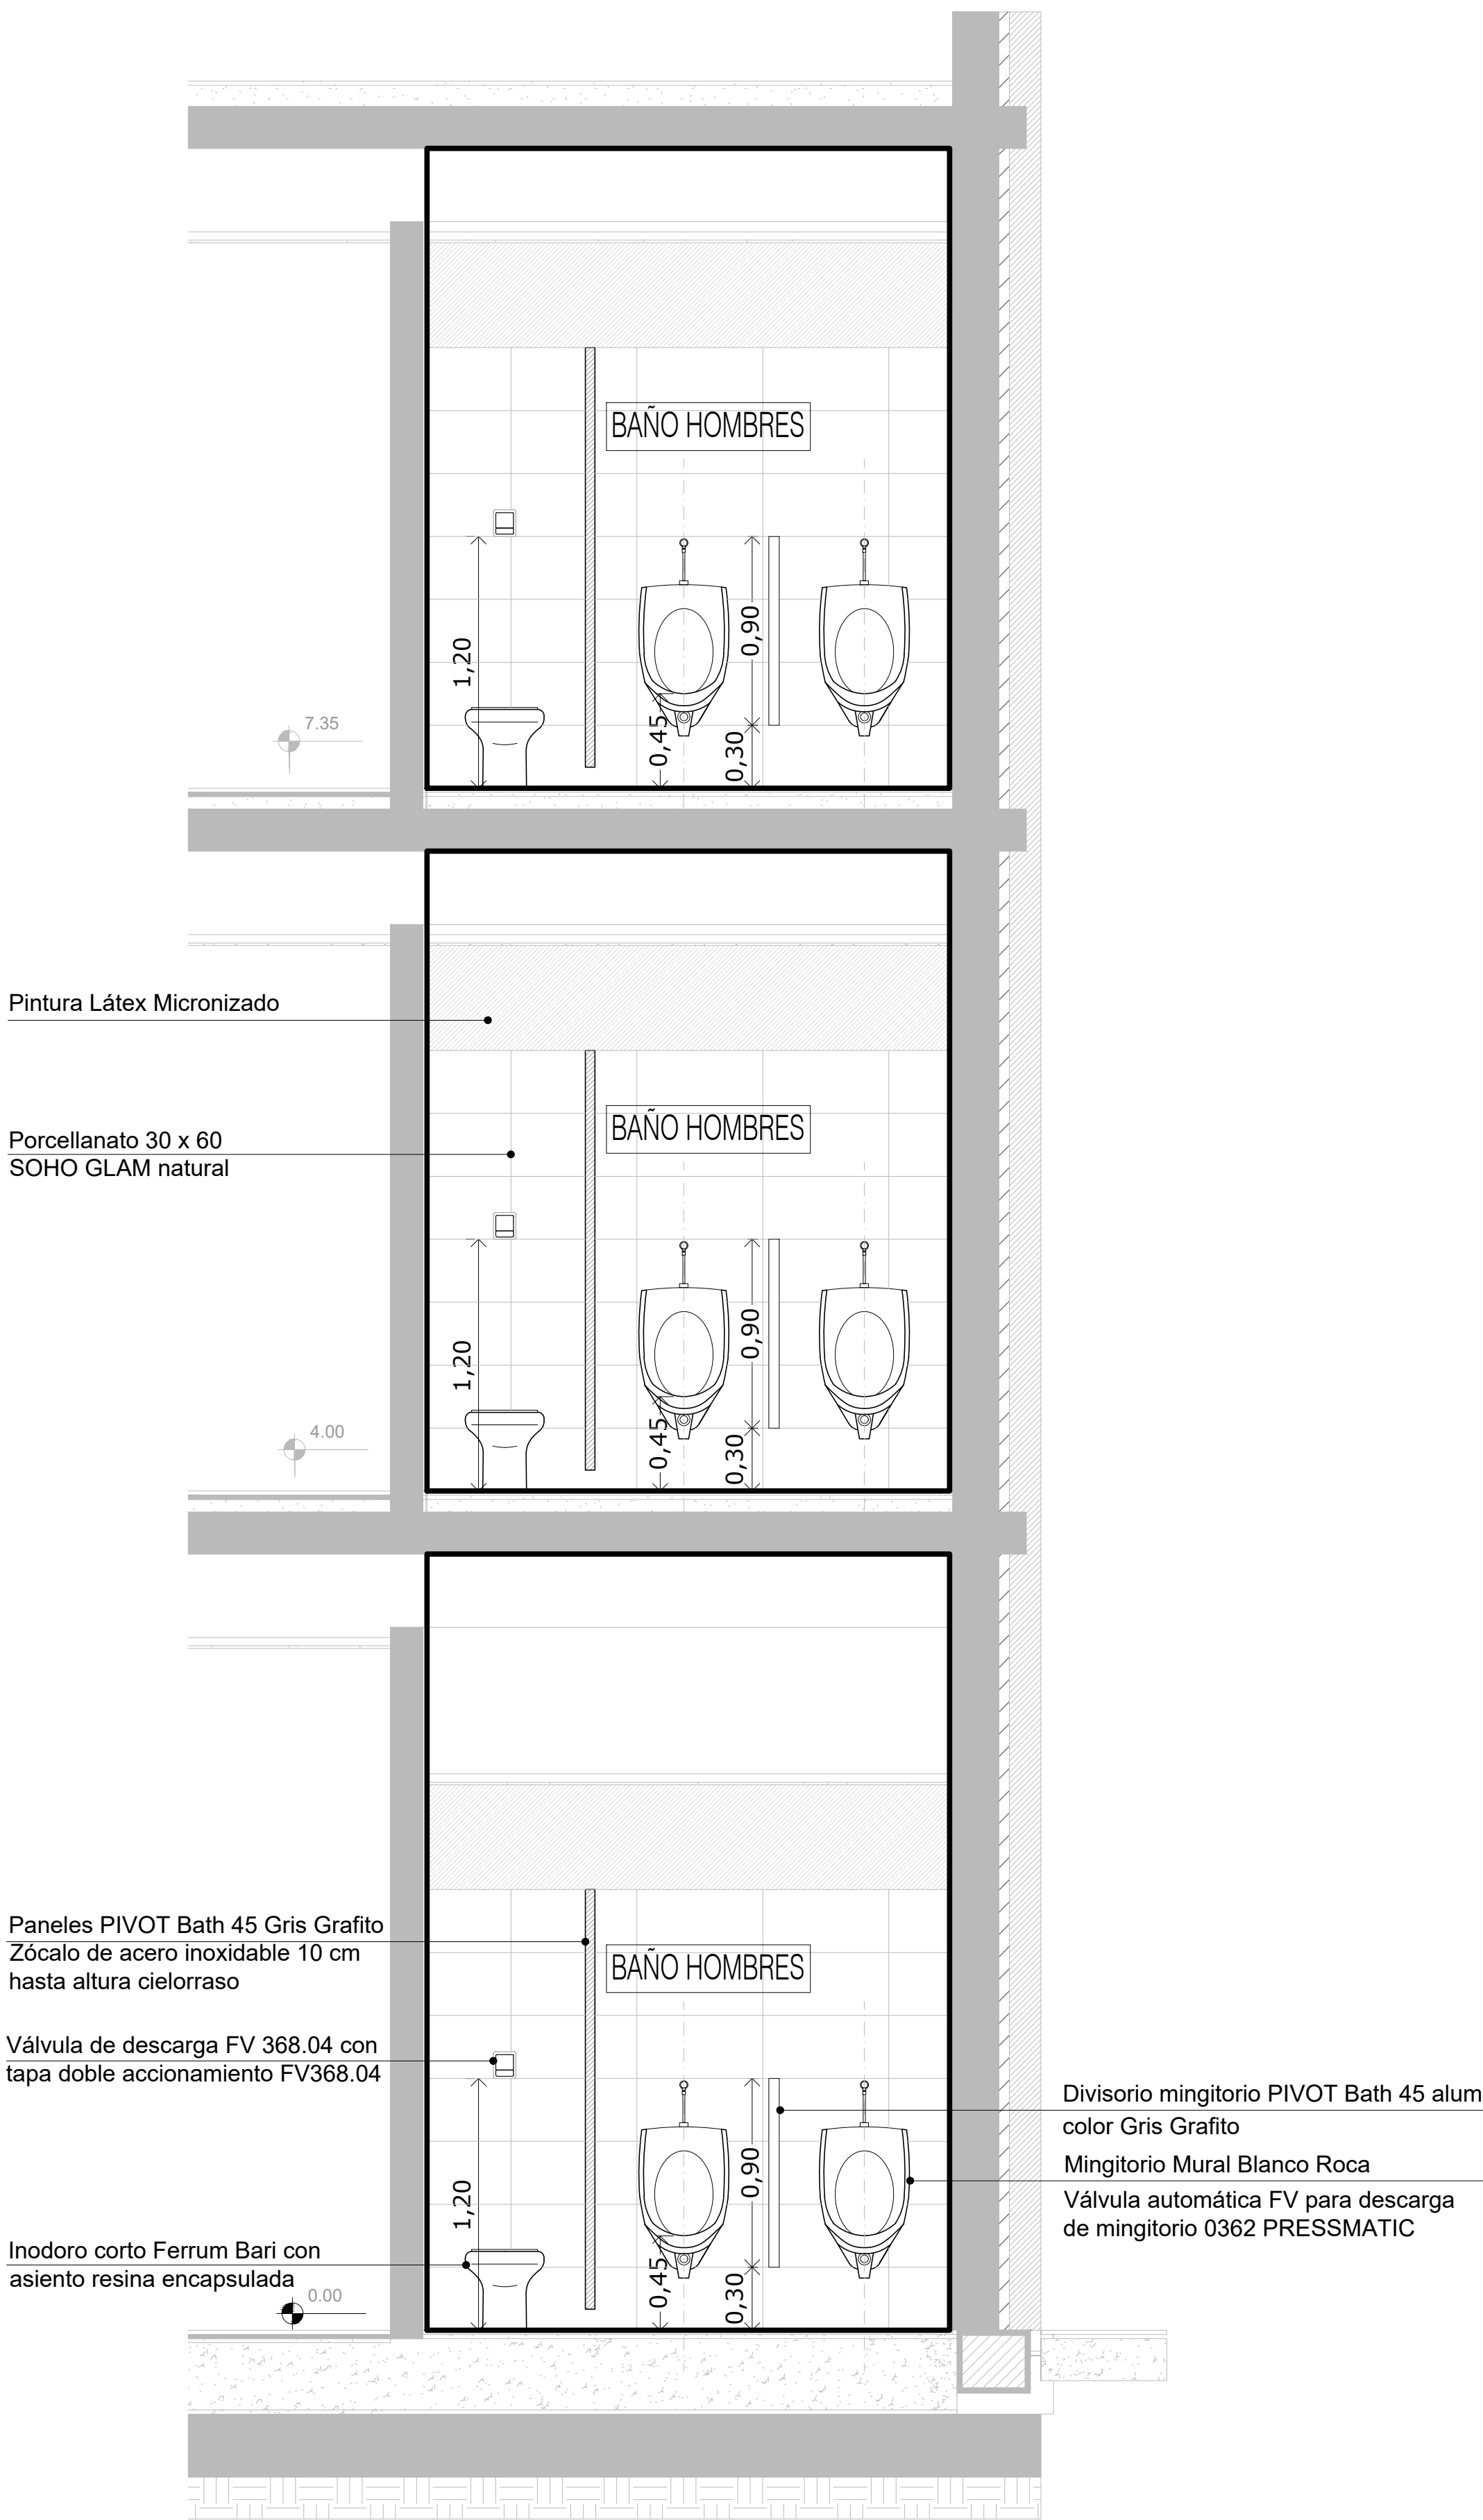 BAÑO HOMBRES
1,20
0,90
0,45
0,30
7.35
Pintura Látex Micronizado
Porcellanato 30 x 60
SOHO GLAM natural
BAÑO HOMBRES
1,20
0,90
0,45
0,30
4.00
Paneles PIVOT Bath 45 Gris Grafito
Zócalo de acero inoxidable 10 cm
hasta altura cielorraso
BAÑO HOMBRES
Válvula de descarga FV 368.04 con
tapa doble accionamiento FV368.04
1,20
0,90
0,45
0,30
Inodoro corto Ferrum Bari con
asiento resina encapsulada
0.00
Divisorio mingitorio PIVOT Bath 45 alum
color Gris Grafito
Mingitorio Mural Blanco Roca
Válvula automática FV para descarga
de mingitorio 0362 PRESSMATIC